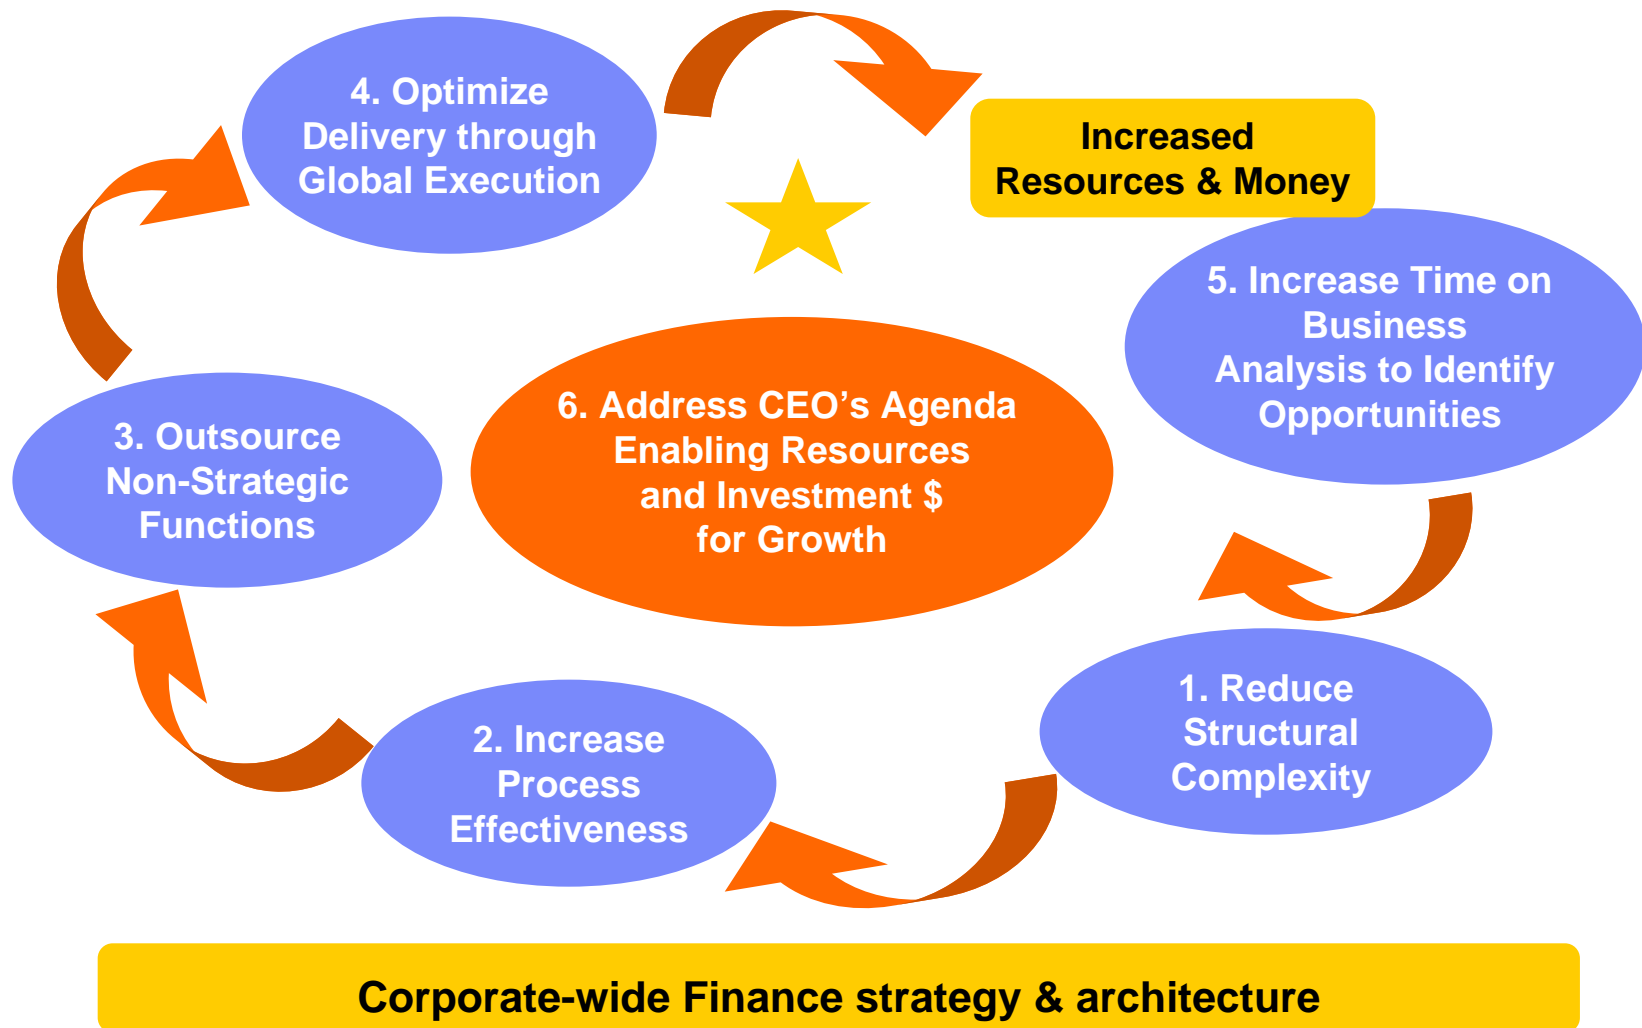 4. Optimize
Delivery through
Global Execution
Increased
Resources & Money
5. Increase Time on
Business
Analysis to Identify
Opportunities
6. Address CEO’s Agenda
Enabling Resources
and Investment $
for Growth
3. Outsource
Non-Strategic
Functions
1. Reduce
Structural
Complexity
2. Increase
Process
Effectiveness
Corporate-wide Finance strategy & architecture